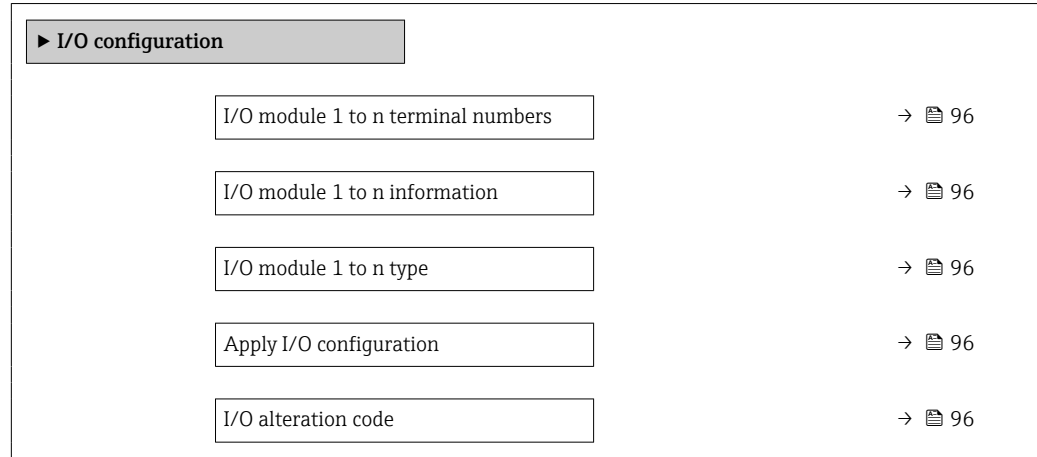 ► I/O configuration
I/O module 1 to n terminal numbers → 96
I/O module 1 to n information → 96
I/O module 1 to n type → 96
Apply I/O configuration → 96
I/O alteration code → 96